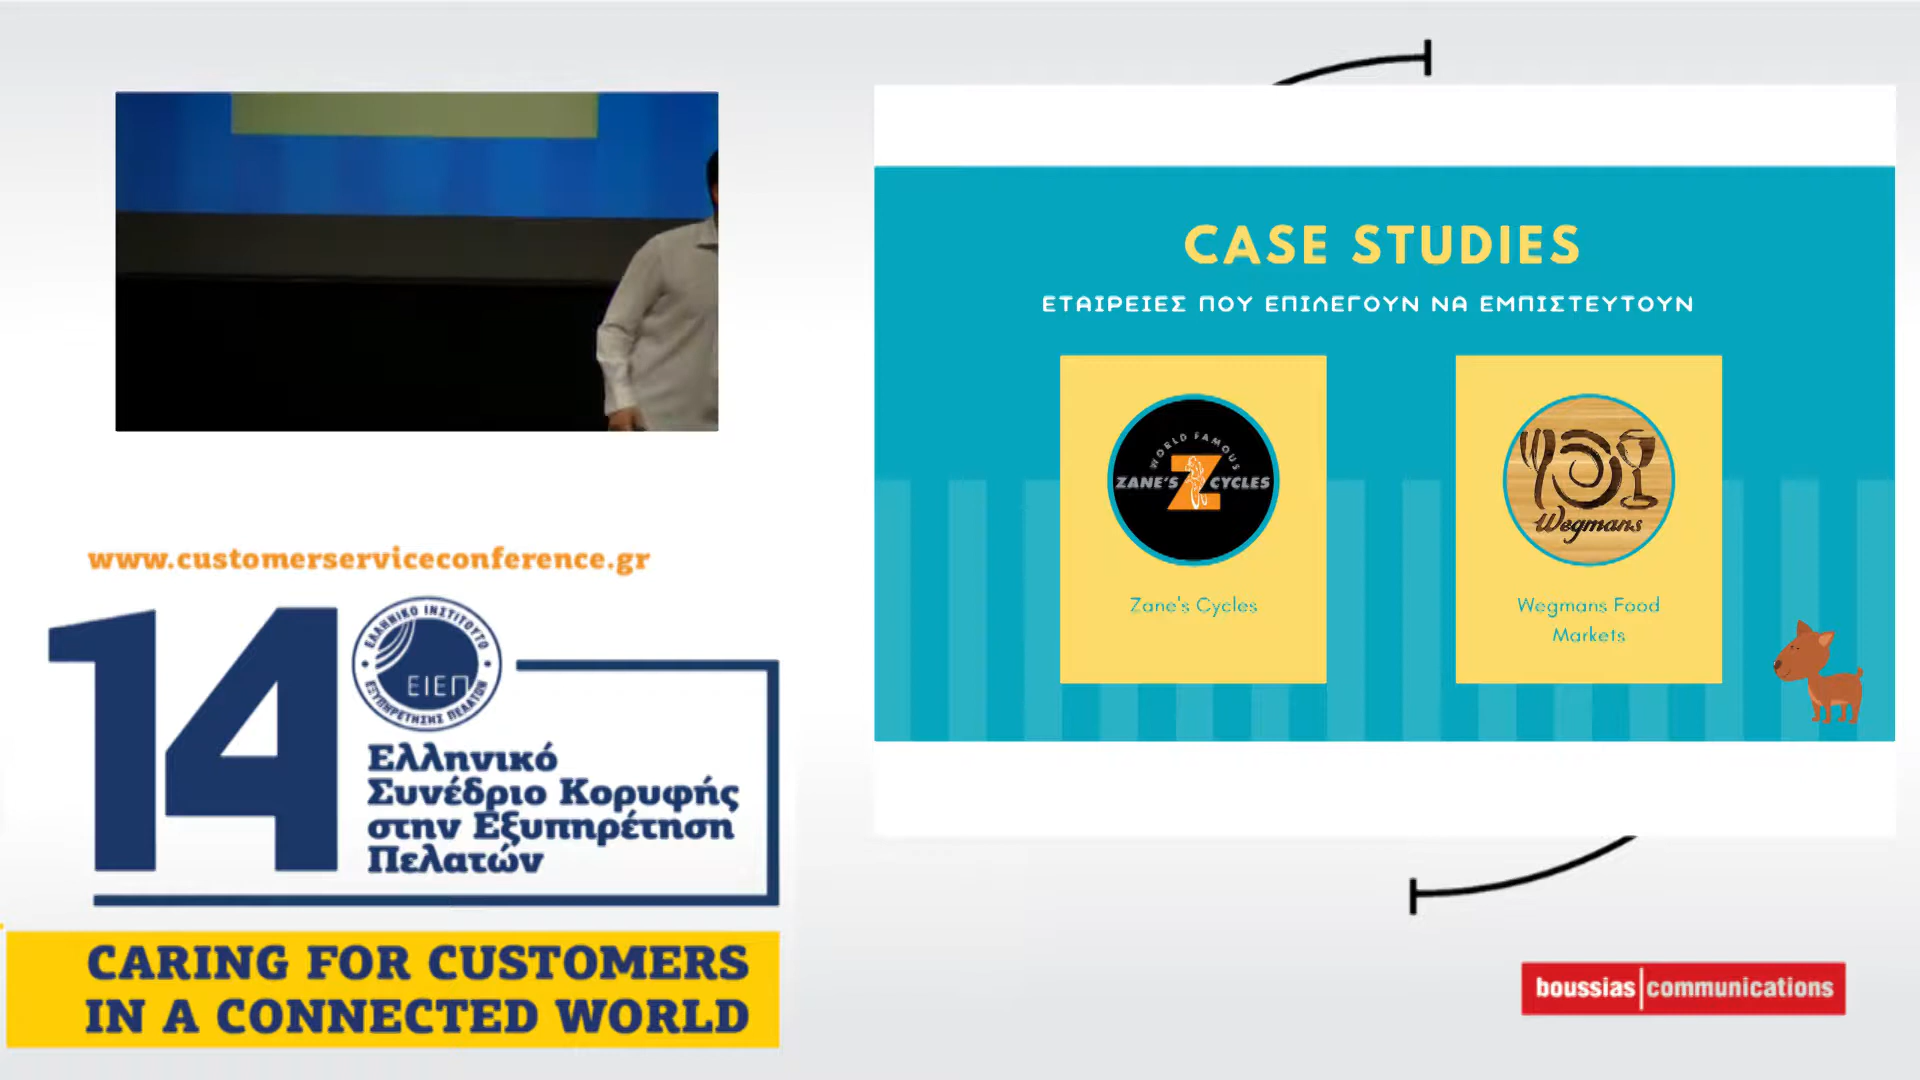 CASE STUDIES
ΕΤΑΙΡΕΙΕΣ ΠΟΥ ΕΠΙΛΕΓΟΥΝ ΝΑ ΕΜΠΙΣΤΕΥΤΟΥΝ
WORLD FAMOUS
ZANE'S Z CYCLES
Wegmans
Zane's Cycles
Wegmans Food
Markets
www.customerserviceconference.gr
14
ΕΛΛΗΝΙΚΟ ΙΝΣΤΙΤΟΥΤΟ
ΕΙΕΠ
ΕΞΥΠΗΡΕΤΗΣΗΣ ΠΕΛΑΤΩΝ
Ελληνικό
Συνέδριο Κορυφής
στην Εξυπηρέτηση
Πελατών
CARING FOR CUSTOMERS
IN A CONNECTED WORLD
boussias communications